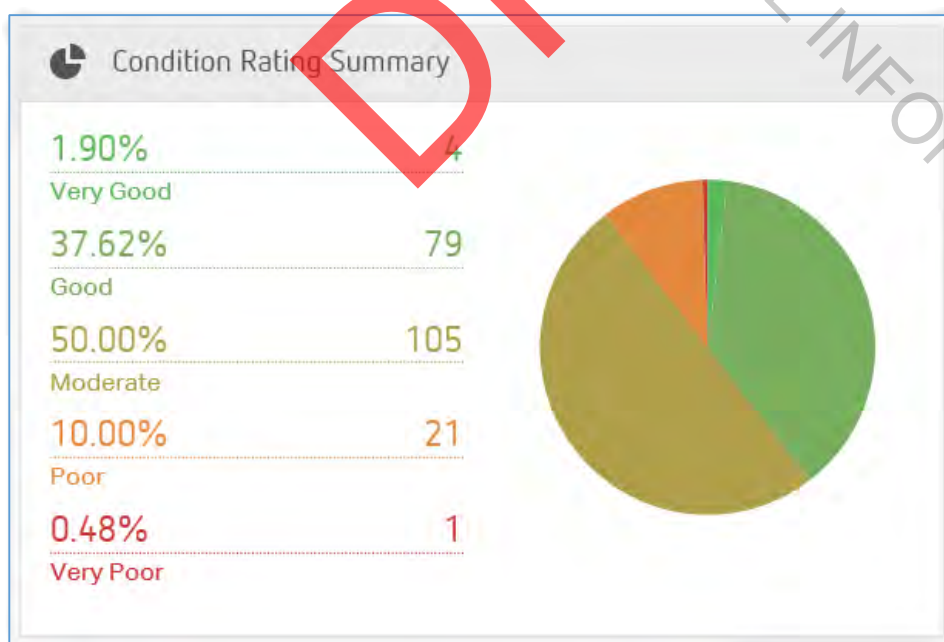 Condition Rating Summary
1.90% 4
Very Good
37.62% 79
Good
50.00% 105
Moderate
10.00% 21
Poor
0.48% 1
Very Poor